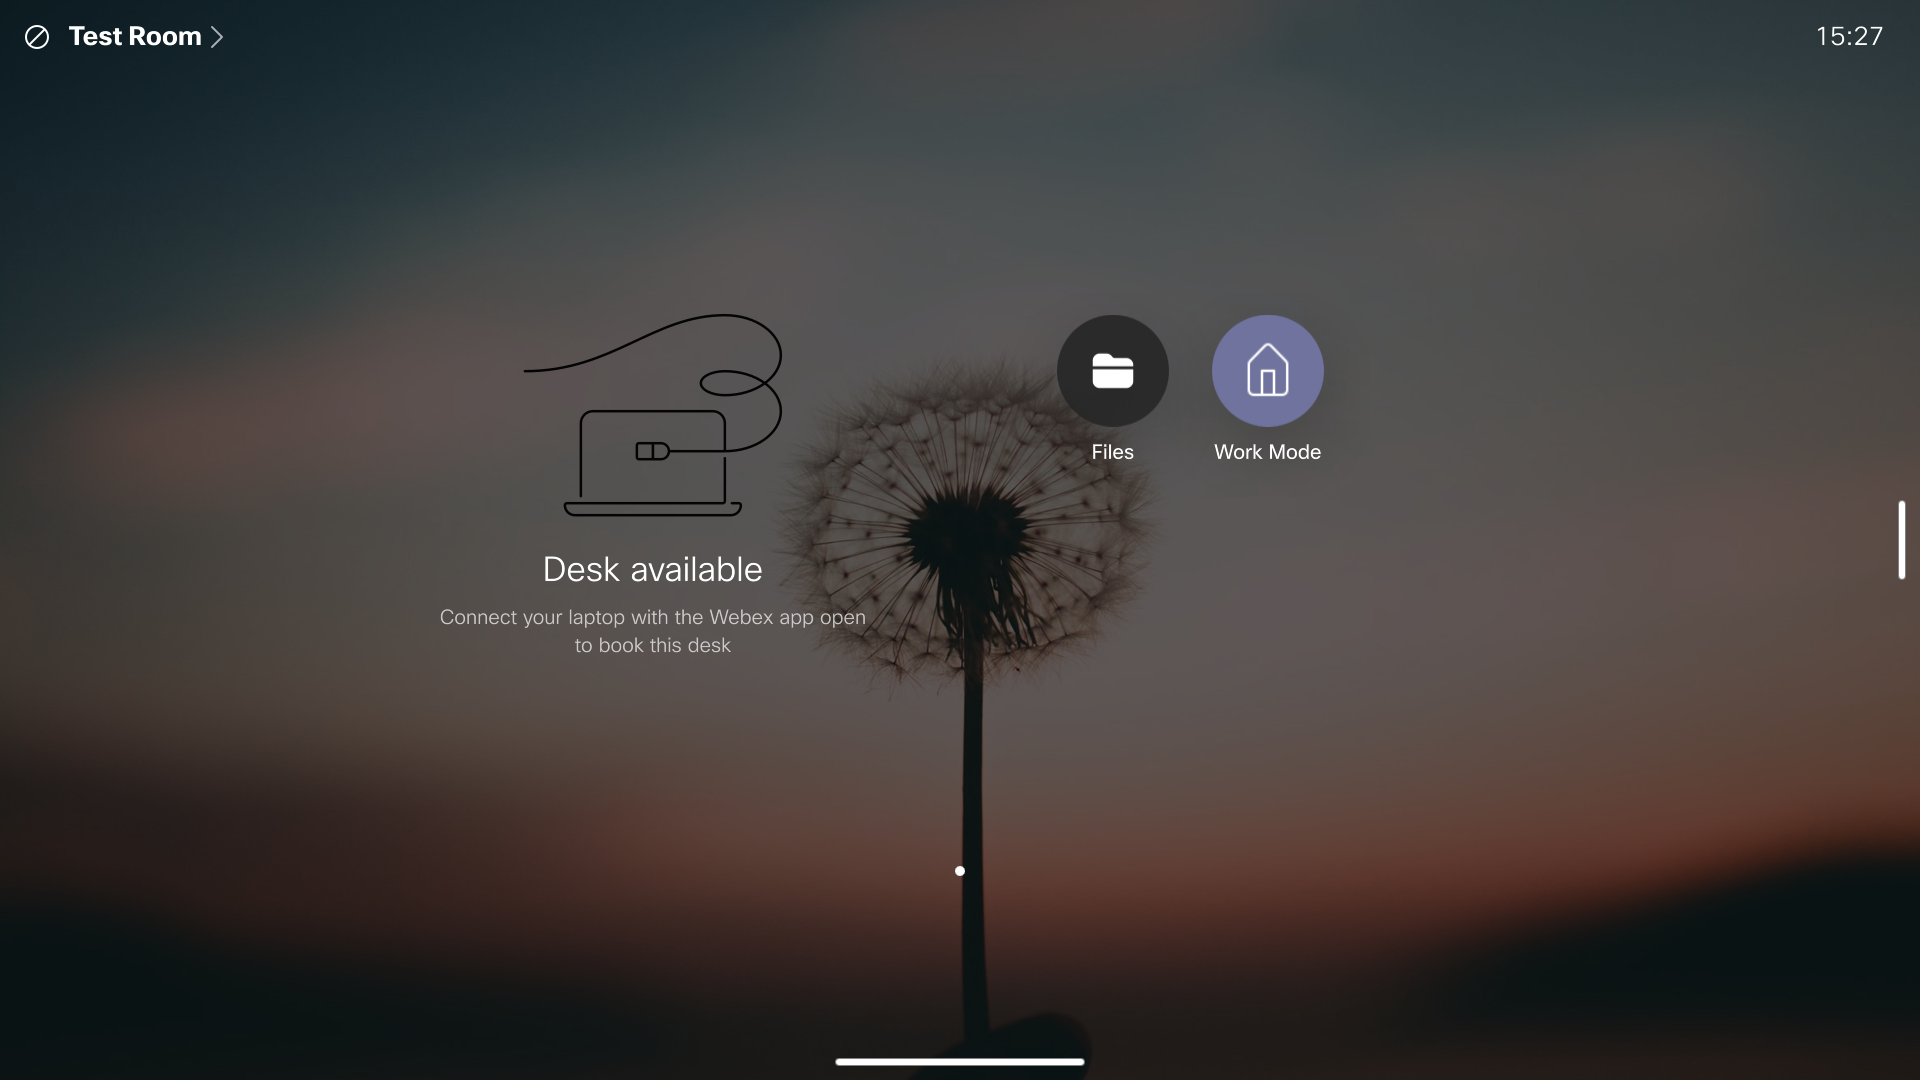 Test Room
15:27
Files
Work Mode
Desk available
Connect your laptop with the Webex app open
to book this desk